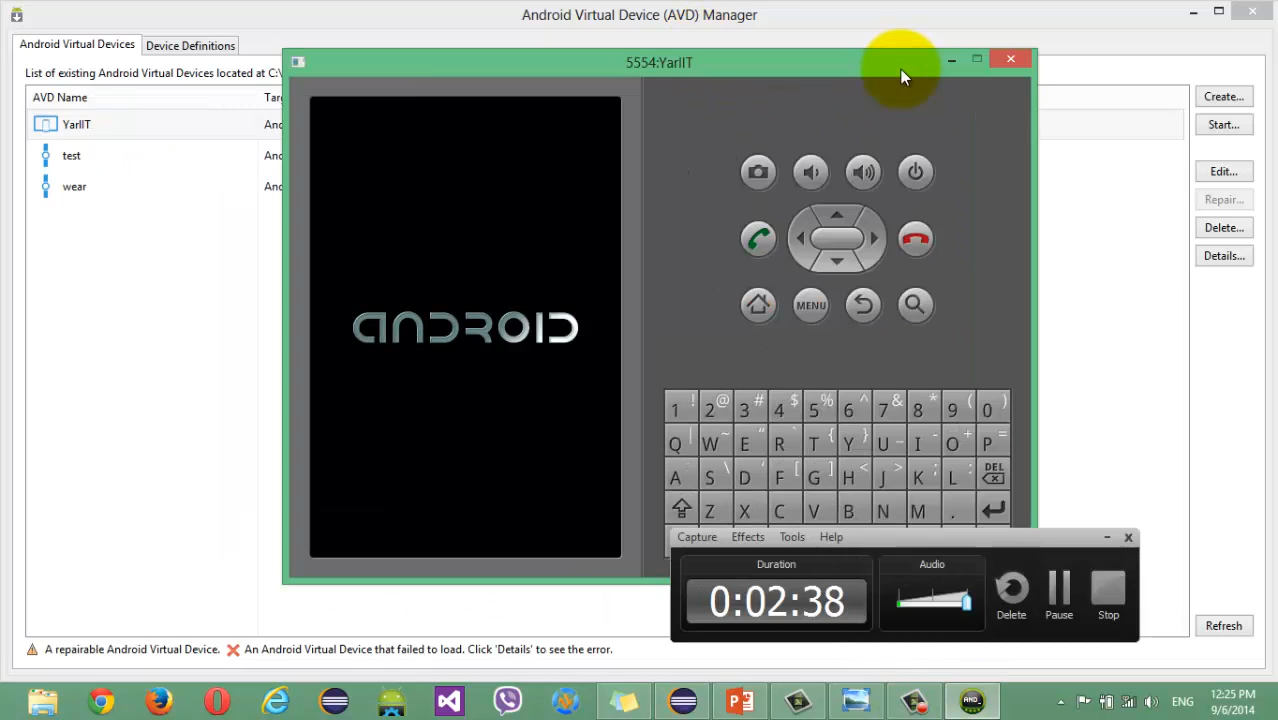 Android Virtual Device (AVD) Manager
Android Virtual Devices
Device Definitions
List of existing Android Virtual Devices located at C:\
AVD Name
YarlIT
And
test
And
wear
And
Create...
Start...
Edit...
Repair...
Delete...
Details...
Refresh
5554:YarlIT
ANDROID
MENU
1 ! 2 @ 3 # 4 $ 5 % 6 ^ 7 & 8 * 9 ( 0 )
Q | W ~ E “ R ` T { Y } U _ I - O + P =
A S \ D ‘ F [ G ] H < J > K ; L : DEL
Z X C V B N M .
Capture Effects Tools Help
Duration
0:02:38
Audio
Delete
Pause
Stop
A repairable Android Virtual Device. An Android Virtual Device that failed to load. Click 'Details' to see the error.
ENG
12:25 PM
9/6/2014